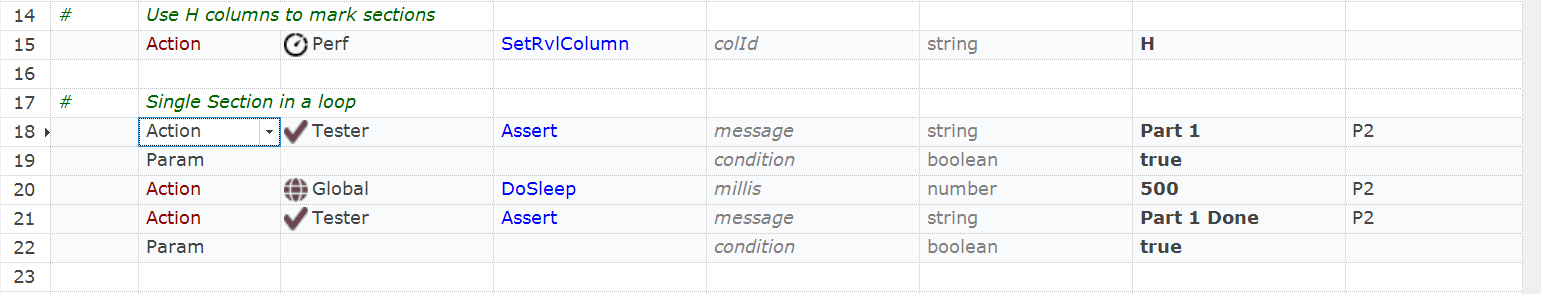 14 # Use H columns to mark sections
15 Action Perf SetRvlColumn colId string H
16
17 # Single Section in a loop
18 Action Tester Assert message string Part 1 P2
19 Param condition boolean true
20 Action Global DoSleep millis number 500 P2
21 Action Tester Assert message string Part 1 Done P2
22 Param condition boolean true
23